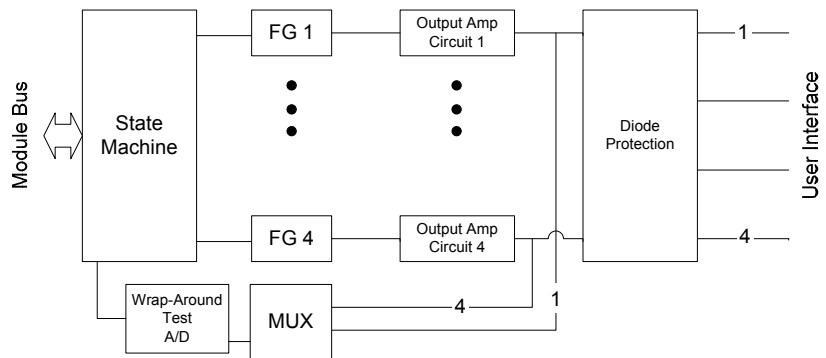 Module Bus
State
Machine
FG 1
Output Amp
Circuit 1
Diode
Protection
1
User Interface
FG 4
Output Amp
Circuit 4
4
Wrap-Around
Test
A/D
MUX
4
1